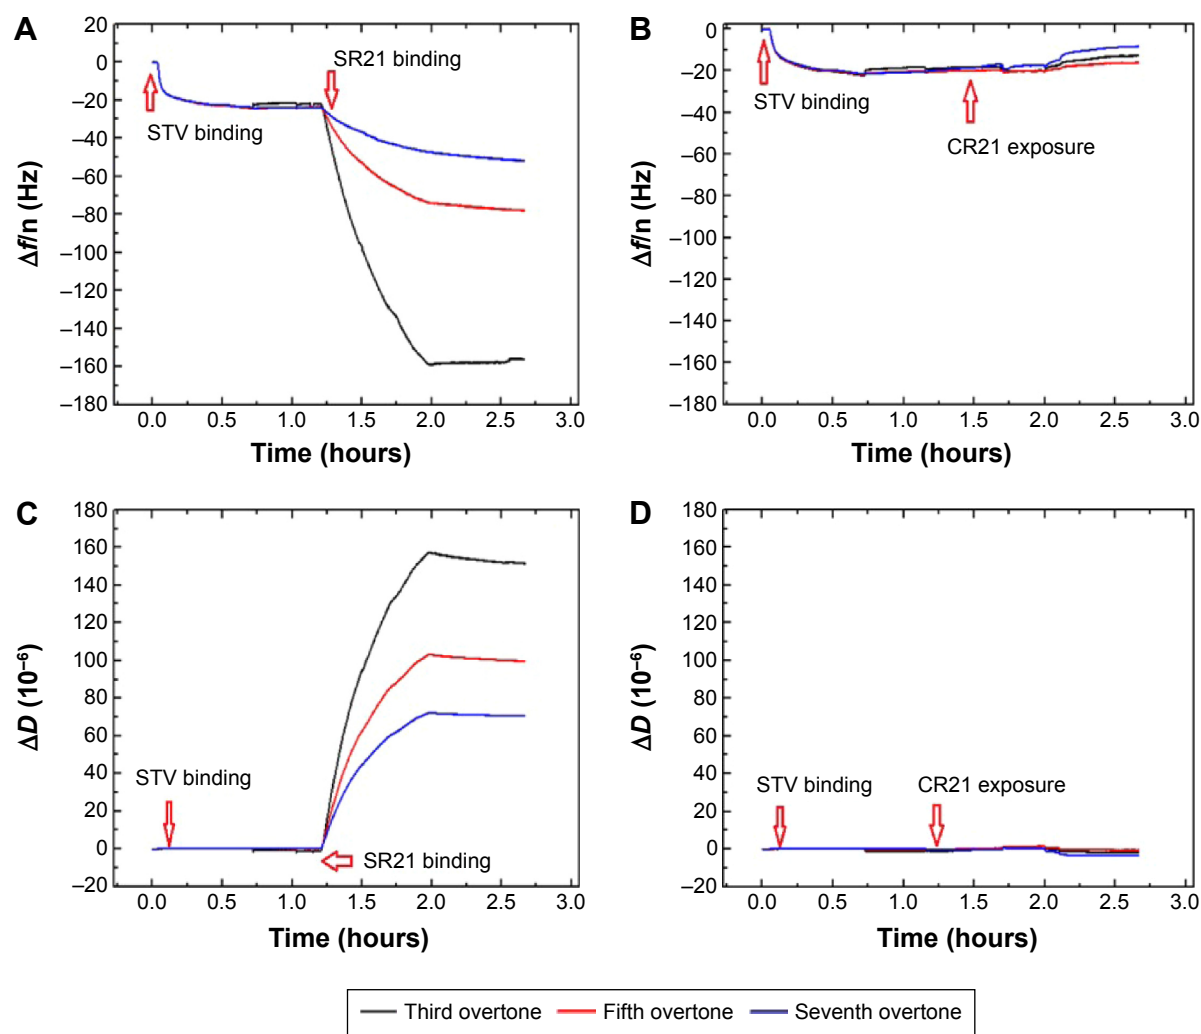 A
20
0
–20
–40
–60
–80
–100
–120
–140
–160
–180
Δf/n (Hz)
STV binding
SR21 binding
0.0 0.5 1.0 1.5 2.0 2.5 3.0
Time (hours)
B
0
–20
–40
–60
–80
–100
–120
–140
–160
–180
Δf/n (Hz)
STV binding
CR21 exposure
0.0 0.5 1.0 1.5 2.0 2.5 3.0
Time (hours)
C
180
160
140
120
100
80
60
40
20
0
–20
ΔD (10⁻⁶)
STV binding
SR21 binding
0.0 0.5 1.0 1.5 2.0 2.5 3.0
Time (hours)
D
180
160
140
120
100
80
60
40
20
0
–20
ΔD (10⁻⁶)
STV binding
CR21 exposure
0.0 0.5 1.0 1.5 2.0 2.5 3.0
Time (hours)
Third overtone Fifth overtone Seventh overtone